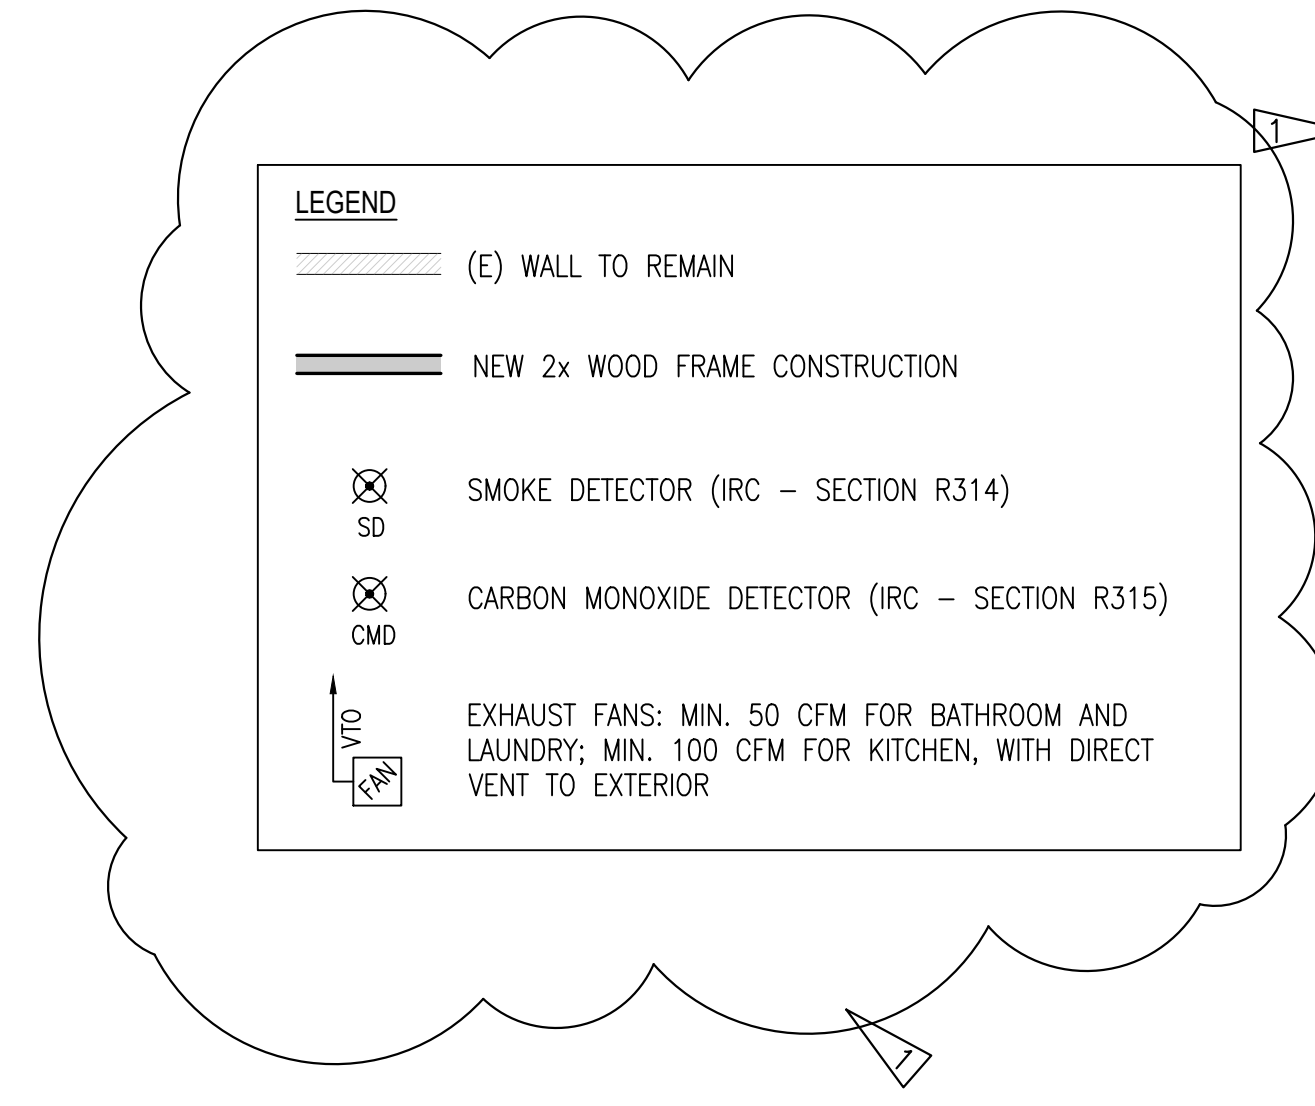 1
LEGEND
(E) WALL TO REMAIN
NEW 2x WOOD FRAME CONSTRUCTION
SD
SMOKE DETECTOR (IRC – SECTION R314)
CMD
CARBON MONOXIDE DETECTOR (IRC – SECTION R315)
VTO
FAN
EXHAUST FANS: MIN. 50 CFM FOR BATHROOM AND
LAUNDRY; MIN. 100 CFM FOR KITCHEN, WITH DIRECT
VENT TO EXTERIOR
1